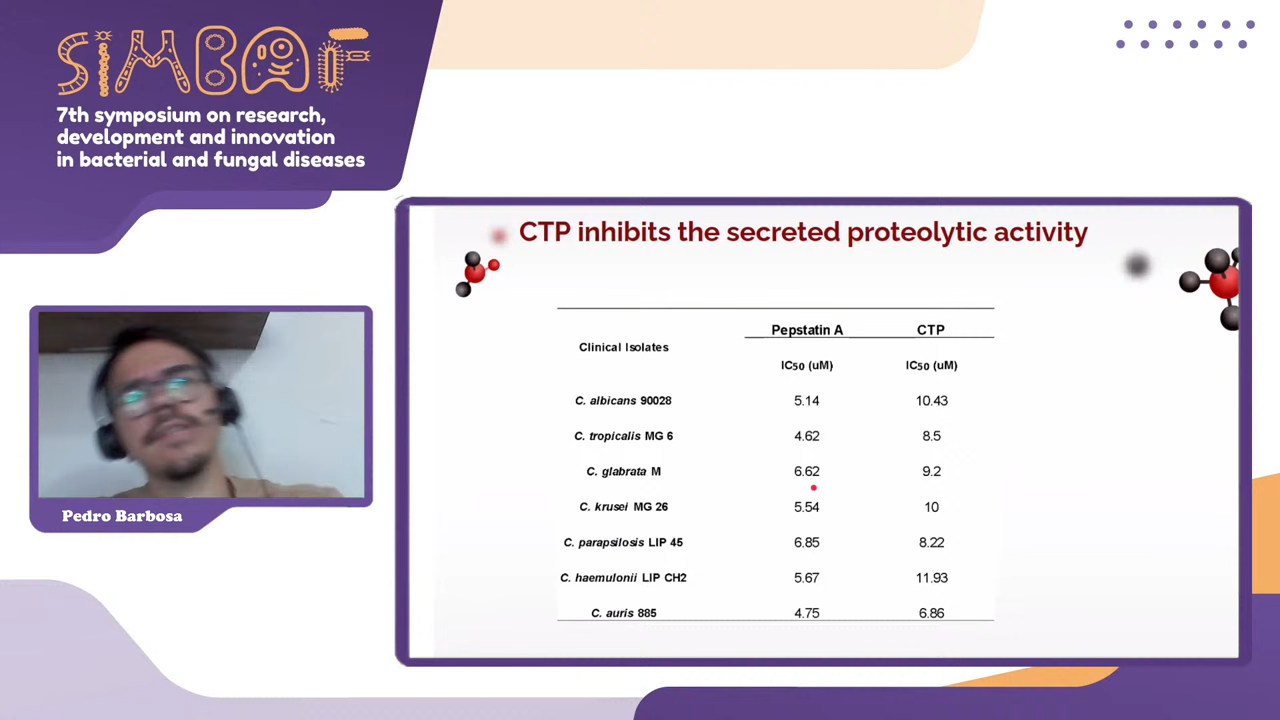 SIMBAF
7th symposium on research,
development and innovation
in bacterial and fungal diseases
Pedro Barbosa
CTP inhibits the secreted proteolytic activity
Clinical Isolates Pepstatin A CTP
IC50 (uM) IC50 (uM)
C. albicans 90028 5.14 10.43
C. tropicalis MG 6 4.62 8.5
C. glabrata M 6.62 9.2
C. krusei MG 26 5.54 10
C. parapsilosis LIP 45 6.85 8.22
C. haemulonii LIP CH2 5.67 11.93
C. auris 885 4.75 6.86